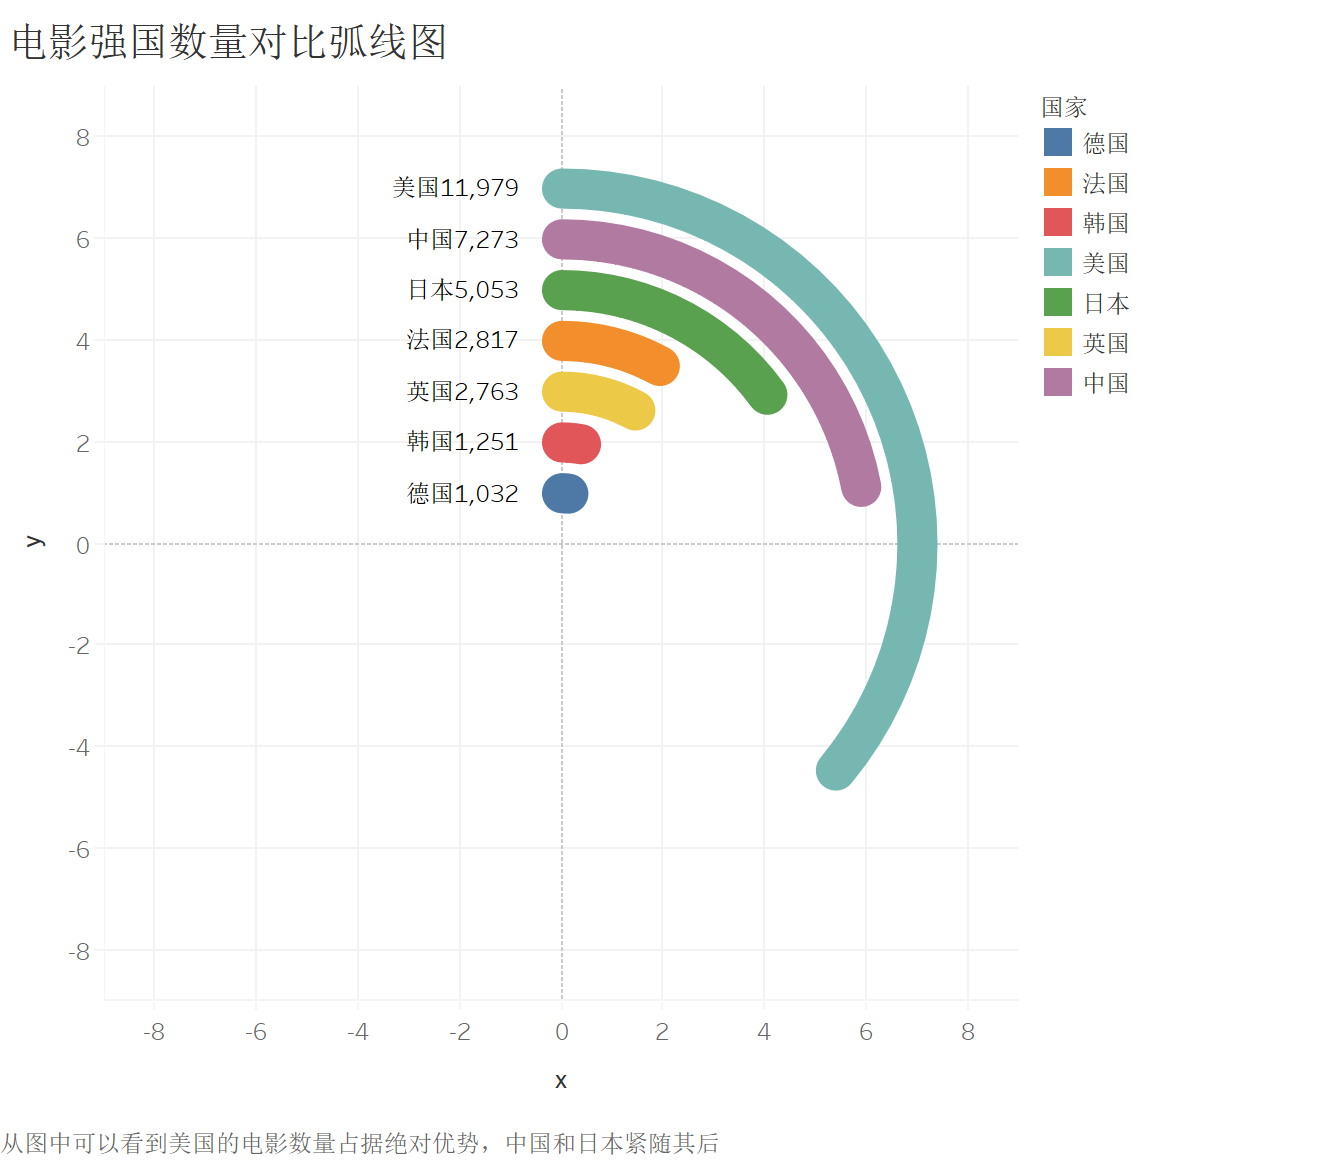 电影强国数量对比弧线图
国家
德国
法国
韩国
美国
日本
英国
中国
美国11,979
中国7,273
日本5,053
法国2,817
英国2,763
韩国1,251
德国1,032
8
6
4
2
0
-2
-4
-6
-8
y
-8 -6 -4 -2 0 2 4 6 8
x
从图中可以看到美国的电影数量占据绝对优势，中国和日本紧随其后